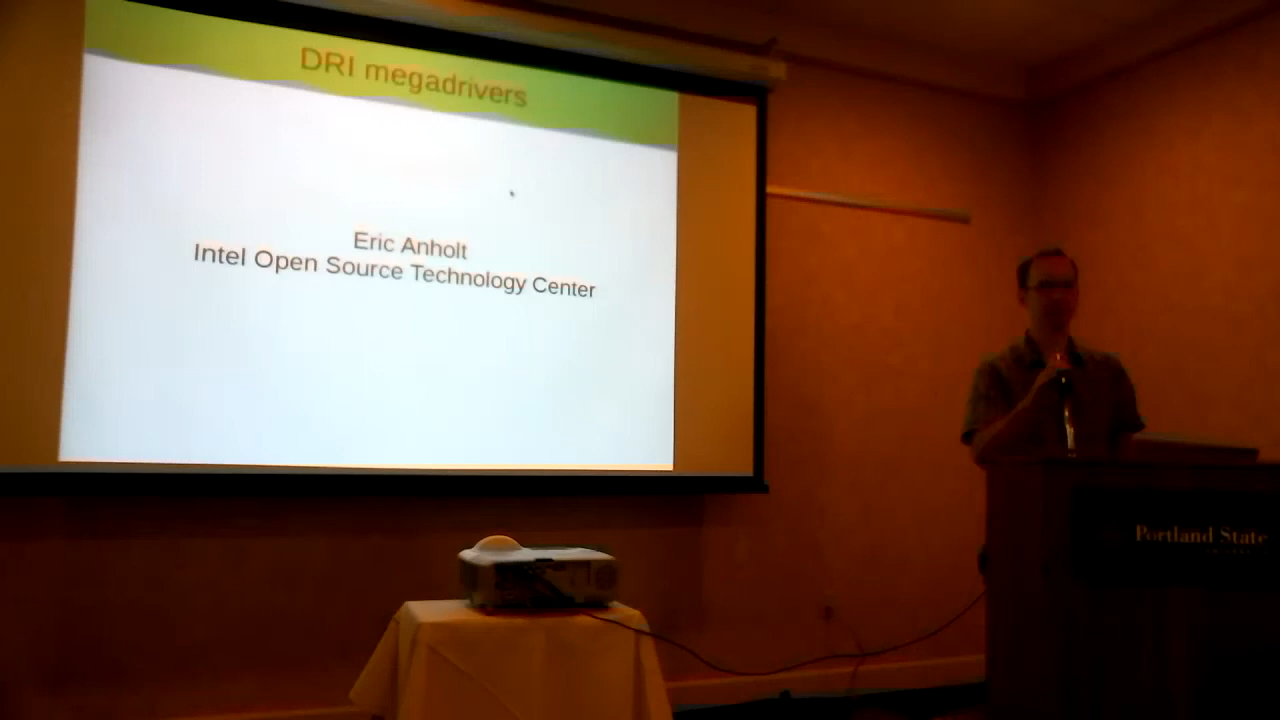 DRI megadrivers
Eric Anholt
Intel Open Source Technology Center
Portland State